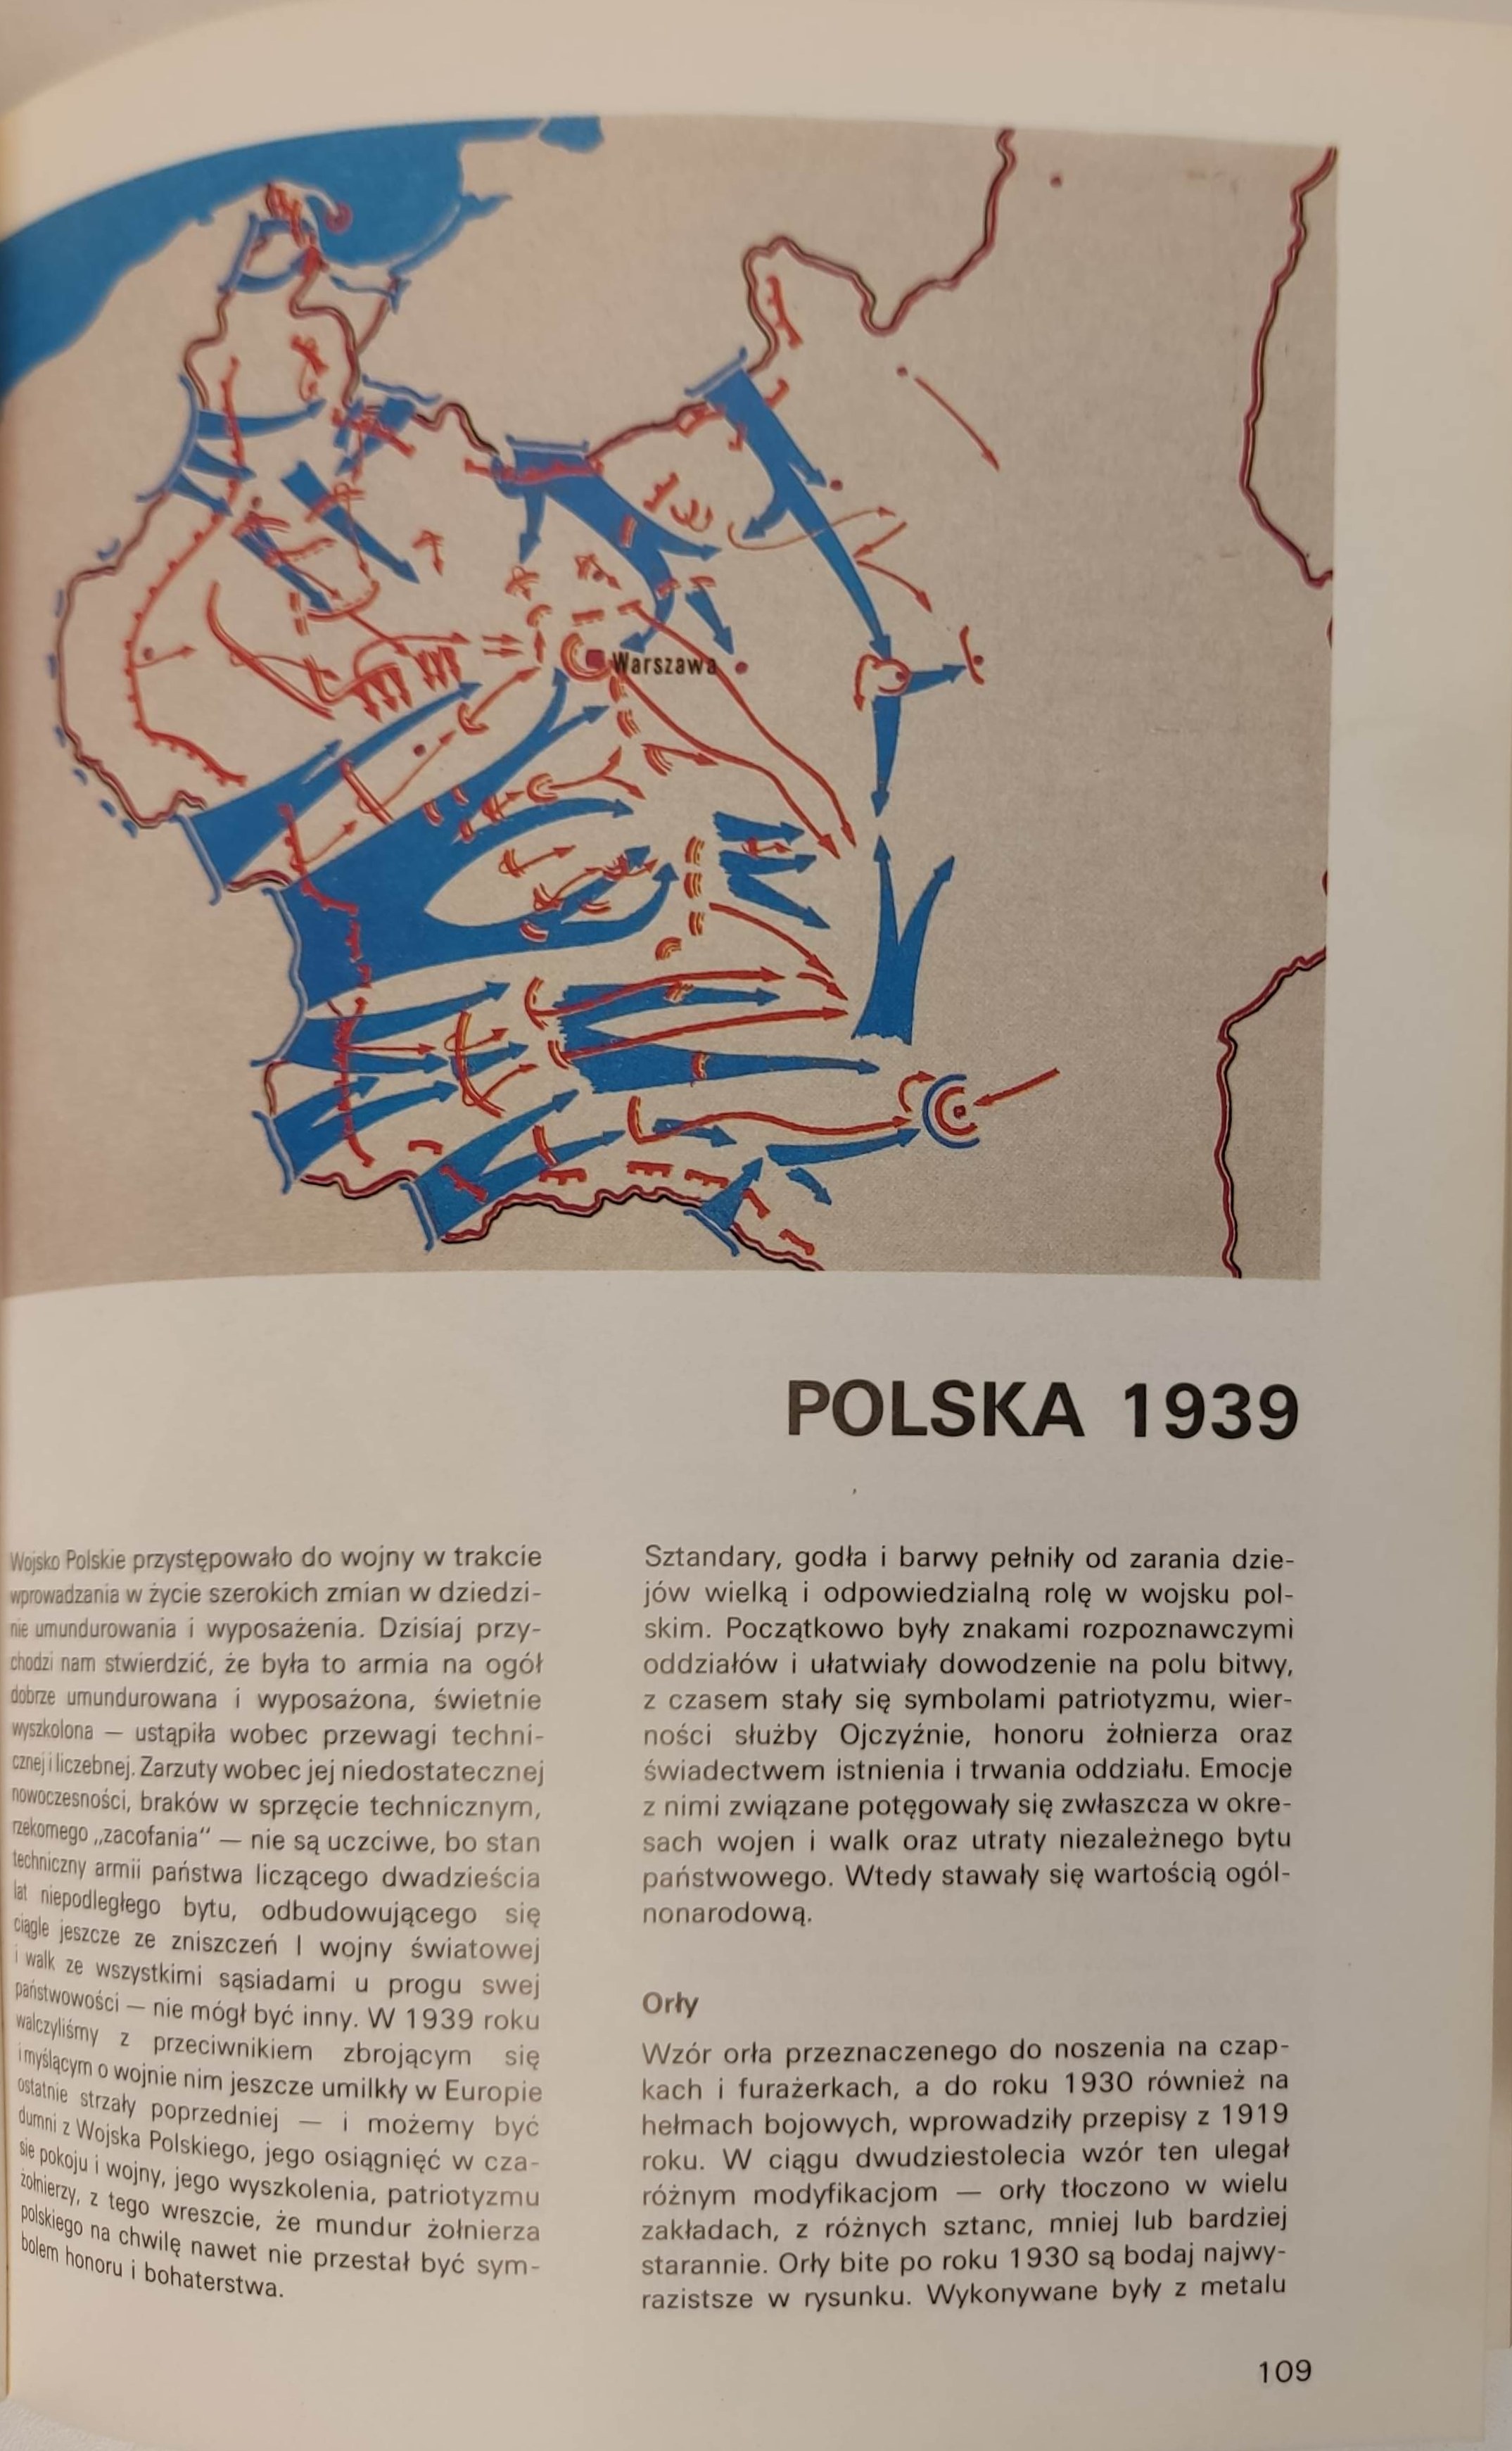 Warszawa
POLSKA 1939
Wojsko Polskie przystępowało do wojny w trakcie
wprowadzania w życie szerokich zmian w dziedzi-
nie umundurowania i wyposażenia. Dzisiaj przy-
chodzi nam stwierdzić, że była to armia na ogół
dobrze umundurowana i wyposażona, świetnie
wyszkolona — ustąpiła wobec przewagi techni-
cznej i liczebnej. Zarzuty wobec jej niedostatecznej
nowoczesności, braków w sprzęcie technicznym,
rzekomego „zacofania“ — nie są uczciwe, bo stan
techniczny armii państwa liczącego dwadzieścia
lat niepodległego bytu, odbudowującego się
ciągle jeszcze ze zniszczeń I wojny światowej
i walk ze wszystkimi sąsiadami u progu swej
państwowości — nie mógł być inny. W 1939 roku
walczyliśmy z przeciwnikiem zbrojącym się
i myślącym o wojnie nim jeszcze umilkły w Europie
ostatnie strzały poprzedniej — i możemy być
dumni z Wojska Polskiego, jego osiągnięć w cza-
sie pokoju i wojny, jego wyszkolenia, patriotyzmu
żołnierzy, z tego wreszcie, że mundur żołnierza
polskiego na chwilę nawet nie przestał być sym-
bolem honoru i bohaterstwa.
Sztandary, godła i barwy pełniły od zarania dzie-
jów wielką i odpowiedzialną rolę w wojsku pol-
skim. Początkowo były znakami rozpoznawczymi
oddziałów i ułatwiały dowodzenie na polu bitwy,
z czasem stały się symbolami patriotyzmu, wier-
ności służby Ojczyźnie, honoru żołnierza oraz
świadectwem istnienia i trwania oddziału. Emocje
z nimi związane potęgowały się zwłaszcza w okre-
sach wojen i walk oraz utraty niezależnego bytu
państwowego. Wtedy stawały się wartością ogól-
nonarodową.
Orły
Wzór orła przeznaczonego do noszenia na czap-
kach i furażerkach, a do roku 1930 również na
hełmach bojowych, wprowadziły przepisy z 1919
roku. W ciągu dwudziestolecia wzór ten ulegał
różnym modyfikacjom — orły tłoczono w wielu
zakładach, z różnych sztanc, mniej lub bardziej
starannie. Orły bite po roku 1930 są bodaj najwy-
razistsze w rysunku. Wykonywane były z metalu
109